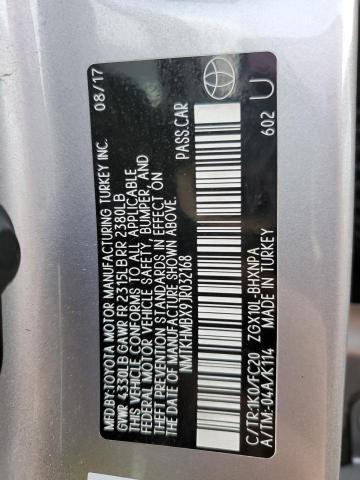 MFD BY:TOYOTA MOTOR MANUFACTURING TURKEY INC. 08/17
GVWR 4330LB GAWR FR 2315LB RR 2380LB
THIS VEHICLE CONFORMS TO ALL APPLICABLE
FEDERAL MOTOR VEHICLE SAFETY, BUMPER, AND
THEFT PREVENTION STANDARDS IN EFFECT ON
THE DATE OF MANUFACTURE SHOWN ABOVE.
NMTKHMBX9JR032168 PASS.CAR
C/TR:1K0/FC20 ZGX10L-BHXNPA
A/TM:-04A/K114 602
MADE IN TURKEY U